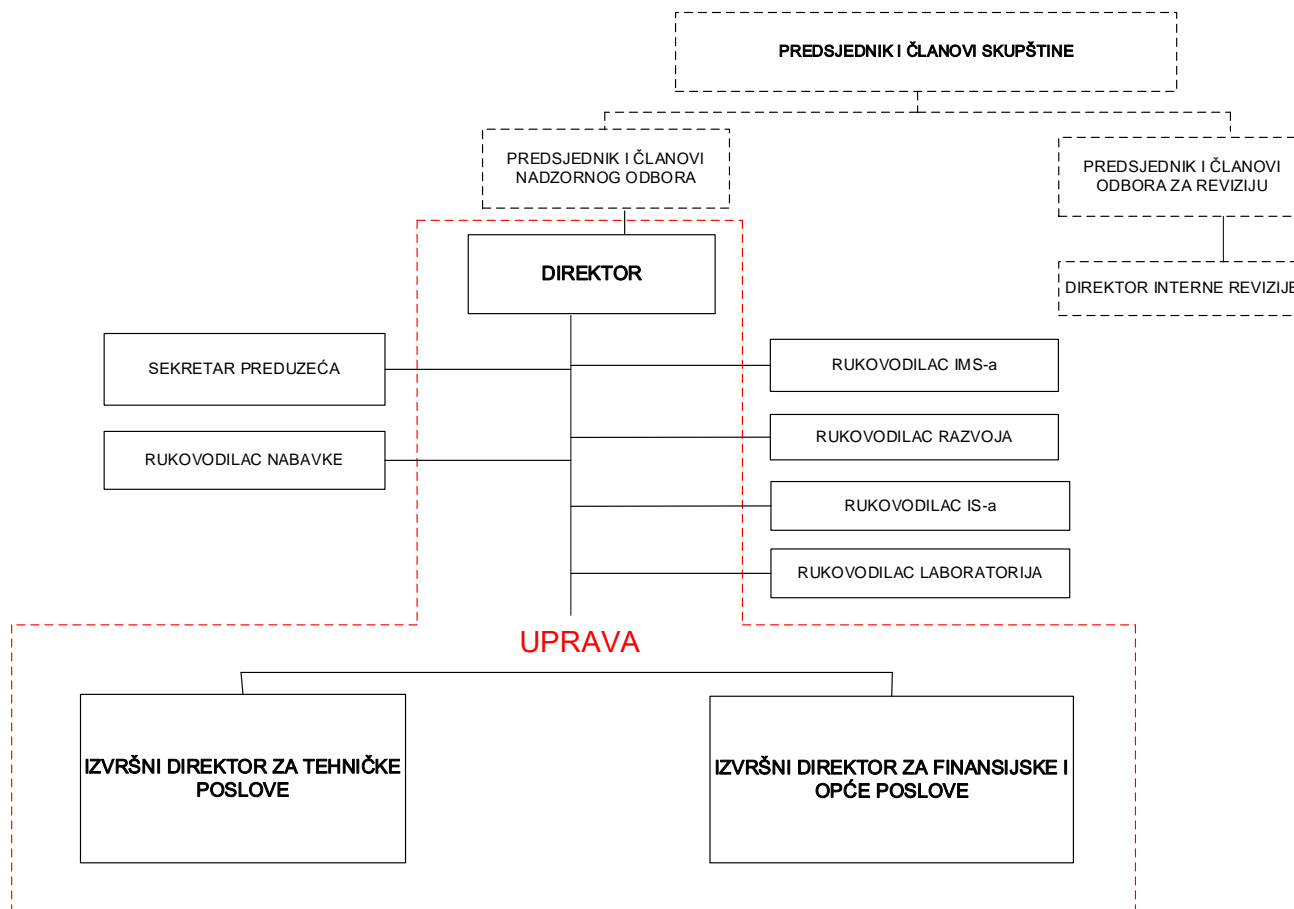 PREDSJEDNIK I ČLANOVI SKUPŠTINE
PREDSJEDNIK I ČLANOVI
NADZORNOG ODBORA
PREDSJEDNIK I ČLANOVI
ODBORA ZA REVIZIJU
DIREKTOR
DIREKTOR INTERNE REVIZIJE
SEKRETAR PREDUZEĆA
RUKOVODILAC IMS-a
RUKOVODILAC NABAVKE
RUKOVODILAC RAZVOJA
RUKOVODILAC IS-a
RUKOVODILAC LABORATORIJA
UPRAVA
IZVRŠNI DIREKTOR ZA TEHNIČKE
POSLOVE
IZVRŠNI DIREKTOR ZA FINANSIJSKE I
OPĆE POSLOVE